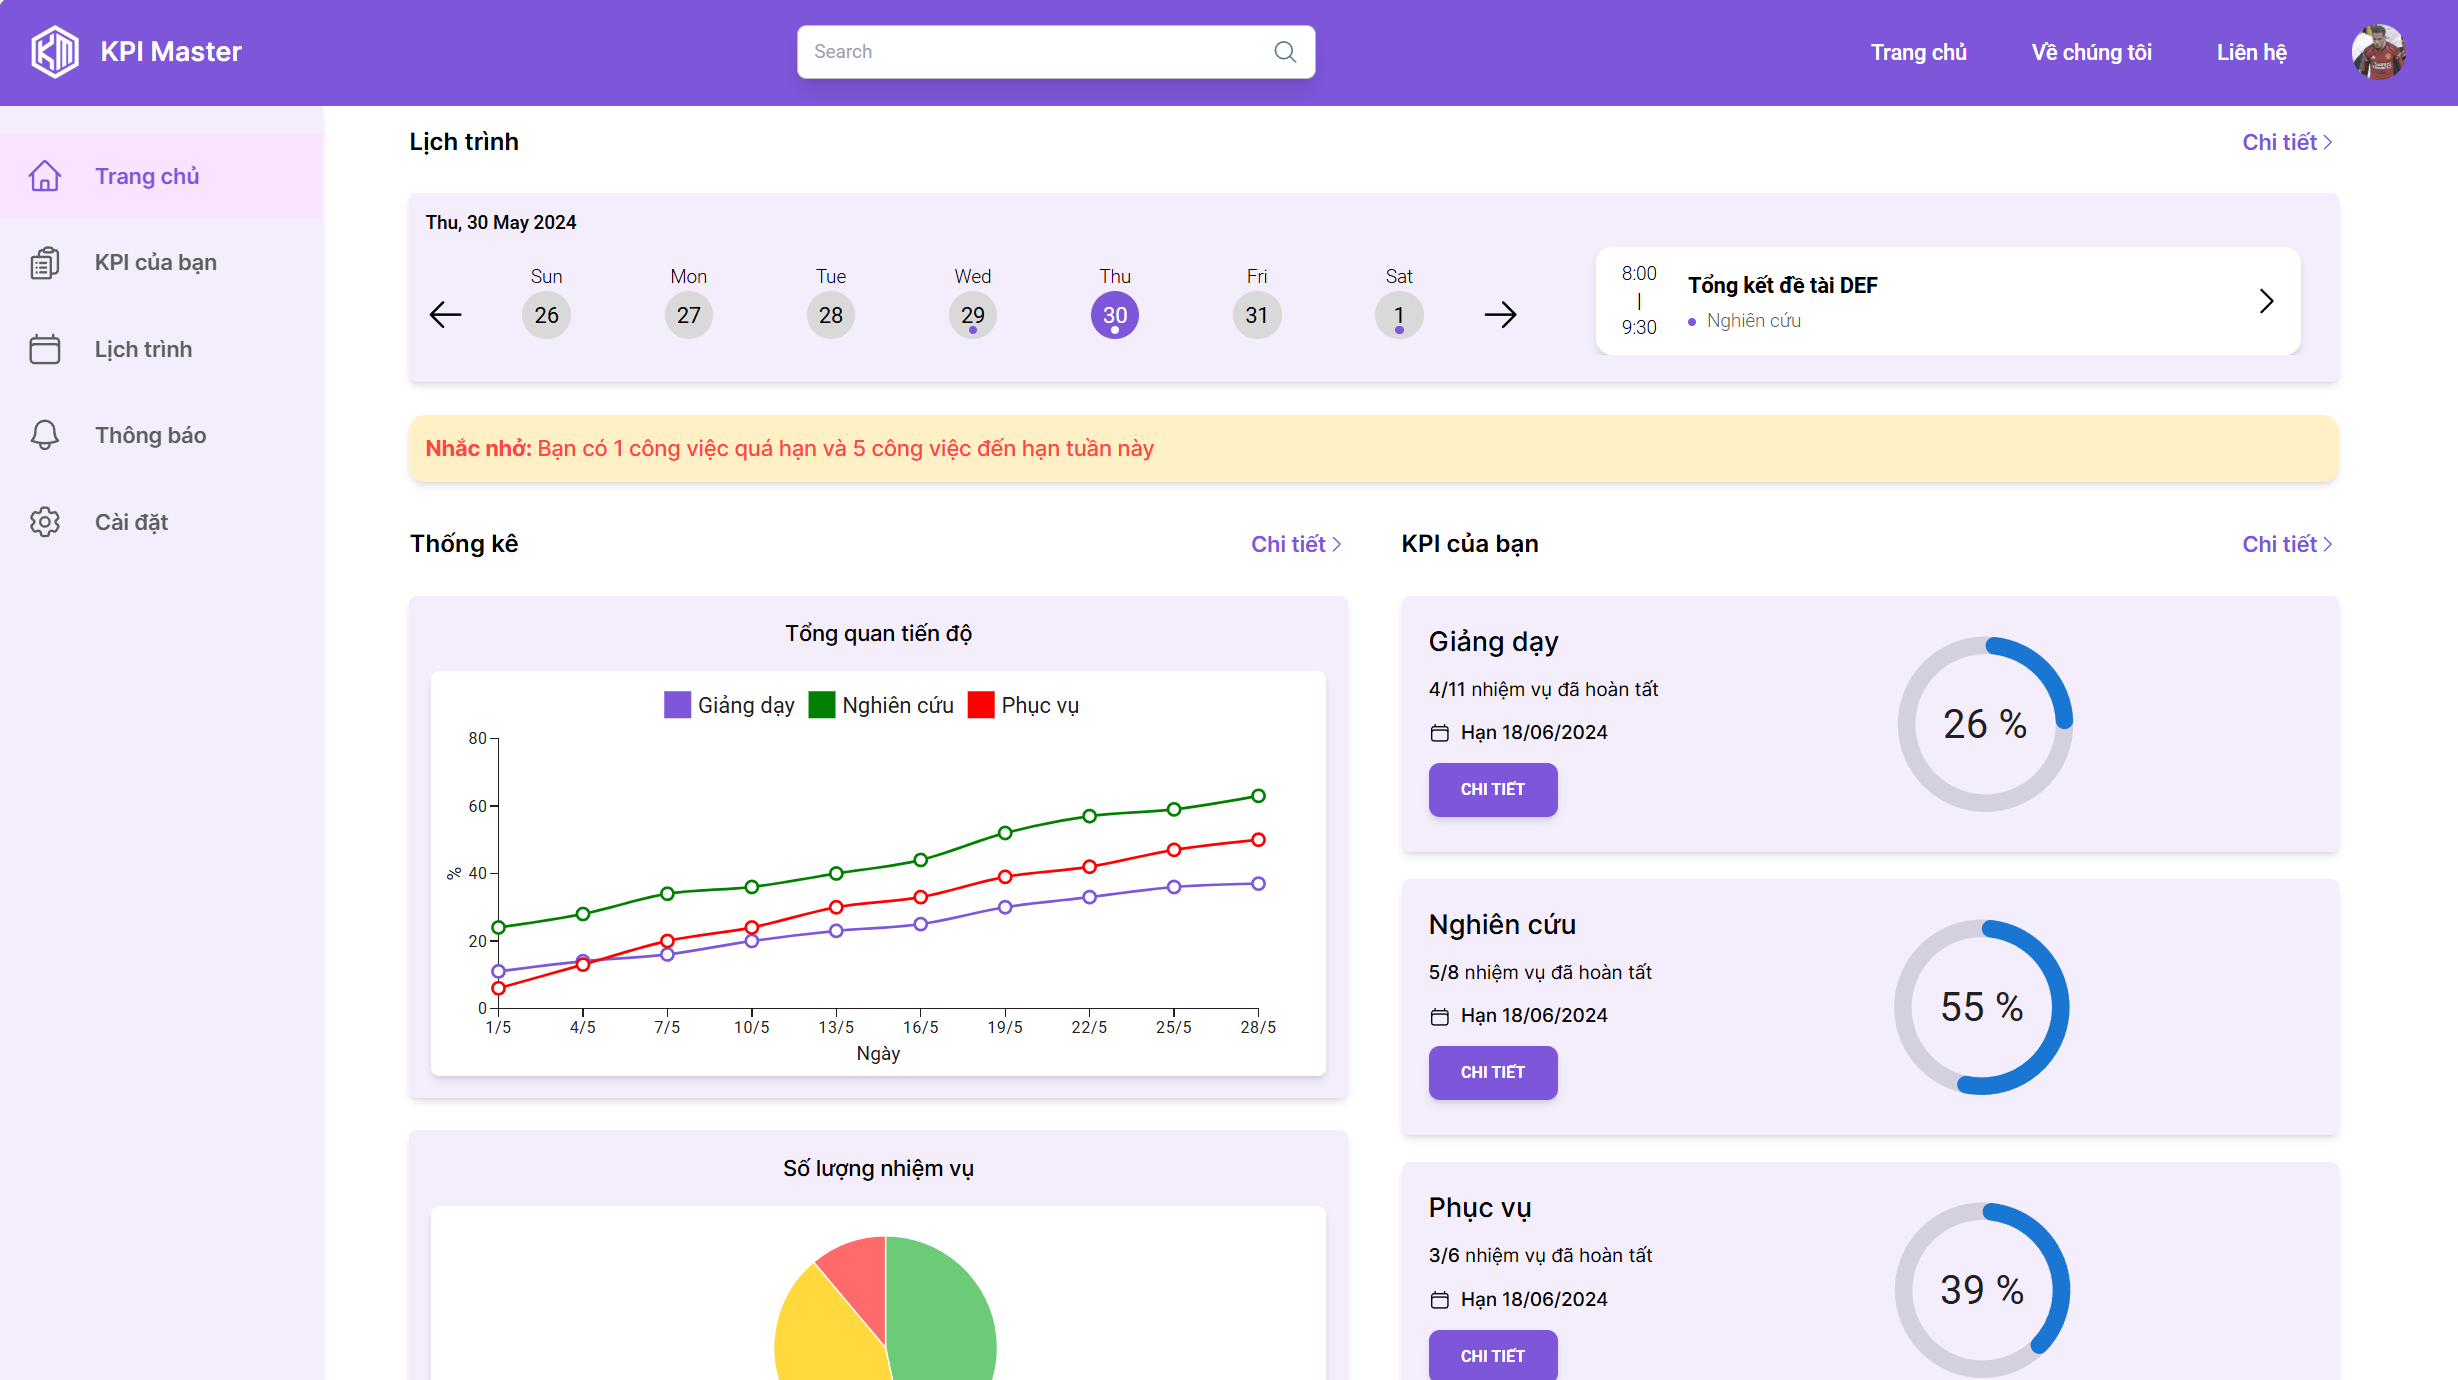 KPI Master
Search
Trang chủ
Về chúng tôi
Liên hệ
Trang chủ
KPI của bạn
Lịch trình
Thông báo
Cài đặt
Lịch trình
Chi tiết
Thu, 30 May 2024
Sun Mon Tue Wed Thu Fri Sat
26 27 28 29 30 31 1
8:00
|
9:30
Tổng kết đề tài DEF
Nghiên cứu
Nhắc nhở: Bạn có 1 công việc quá hạn và 5 công việc đến hạn tuần này
Thống kê
Chi tiết
Tổng quan tiến độ
Giảng dạy Nghiên cứu Phục vụ
80
60
40
20
0
%
1/5 4/5 7/5 10/5 13/5 16/5 19/5 22/5 25/5 28/5
Ngày
Số lượng nhiệm vụ
KPI của bạn
Chi tiết
Giảng dạy
4/11 nhiệm vụ đã hoàn tất
Hạn 18/06/2024
CHI TIẾT
26 %
Nghiên cứu
5/8 nhiệm vụ đã hoàn tất
Hạn 18/06/2024
CHI TIẾT
55 %
Phục vụ
3/6 nhiệm vụ đã hoàn tất
Hạn 18/06/2024
CHI TIẾT
39 %